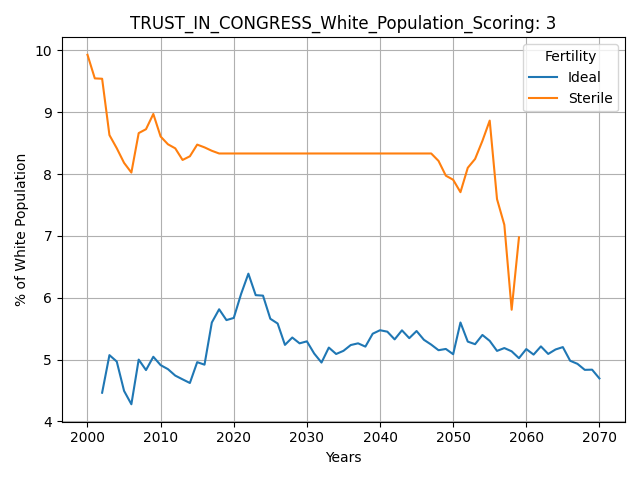 TRUST_IN_CONGRESS_White_Population_Scoring: 3
Fertility
Ideal
Sterile
% of White Population
10
9
8
7
6
5
4
2000 2010 2020 2030 2040 2050 2060 2070
Years